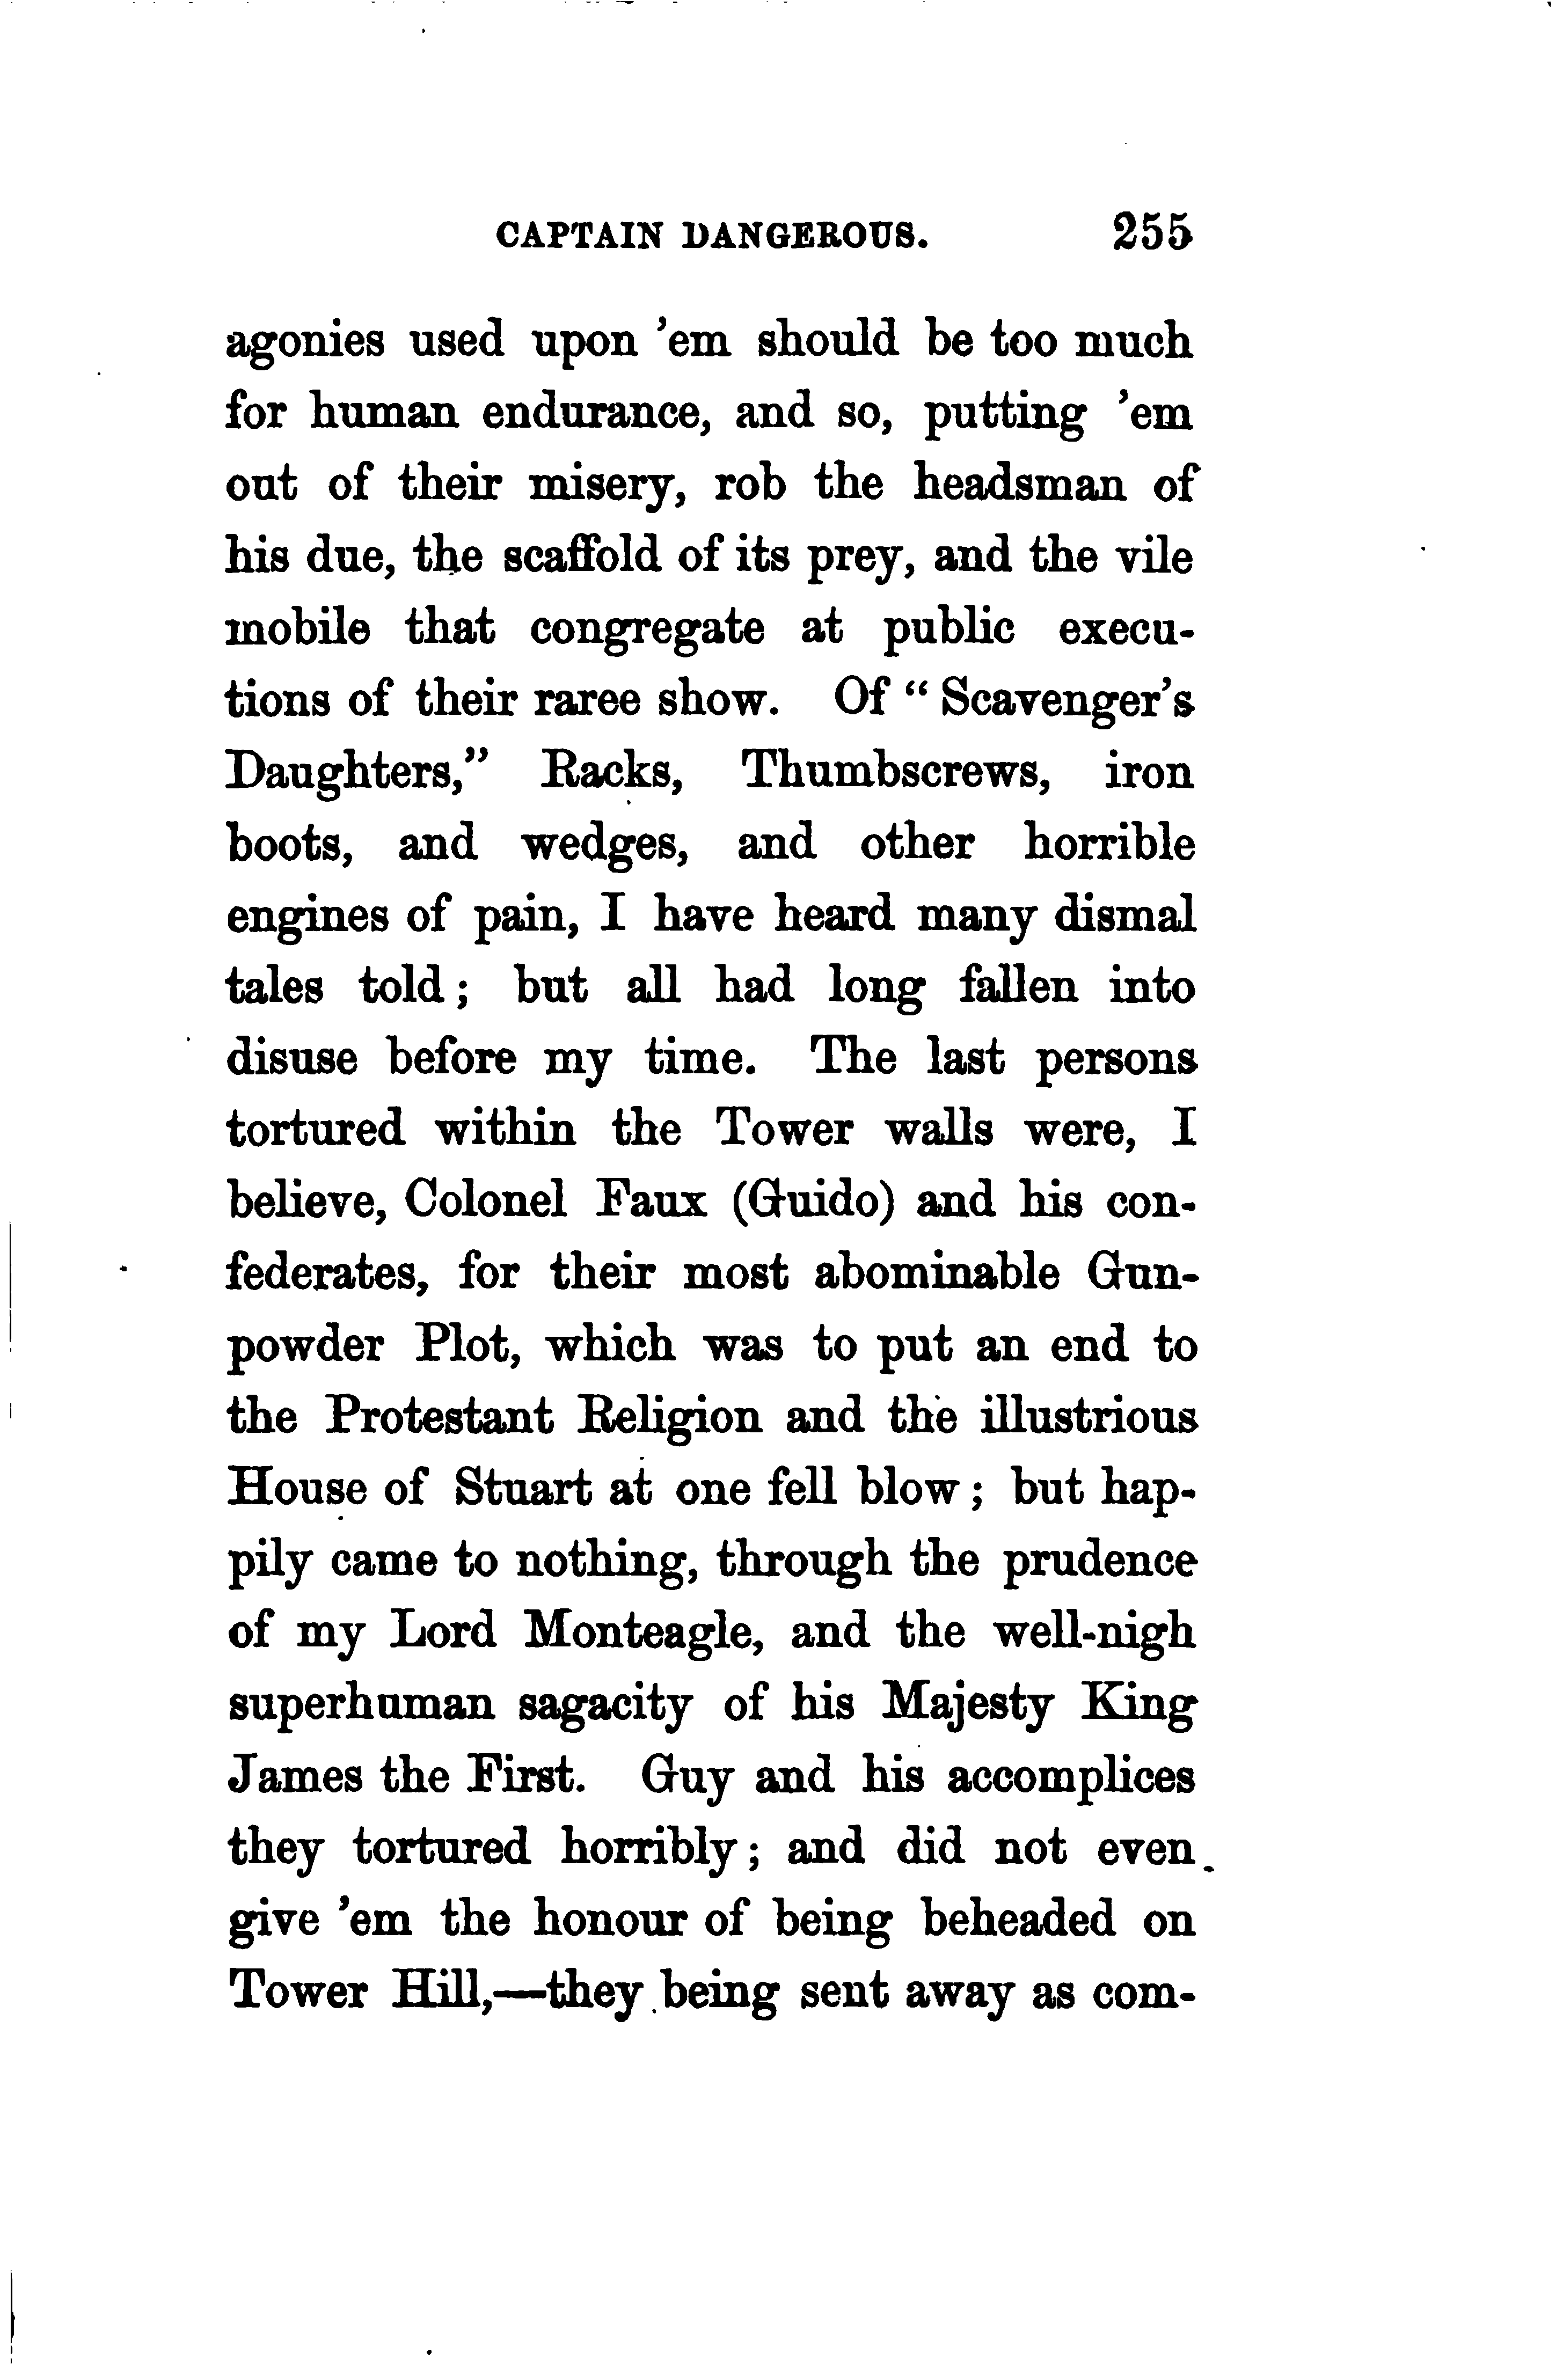 CAPTAIN DANGEROUS. 255
agonies used upon 'em should be too much
for human endurance, and so, putting 'em
out of their misery, rob the headsman of
his due, the scaffold of its prey, and the vile
mobile that congregate at public execu-
tions of their raree show. Of “Scavenger's
Daughters,” Racks, Thumbscrews, iron
boots, and wedges, and other horrible
engines of pain, I have heard many dismal
tales told; but all had long fallen into
disuse before my time. The last persons
tortured within the Tower walls were, I
believe, Colonel Faux (Guido) and his con-
federates, for their most abominable Gun-
powder Plot, which was to put an end to
the Protestant Religion and the illustrious
House of Stuart at one fell blow; but hap-
pily came to nothing, through the prudence
of my Lord Monteagle, and the well-nigh
superhuman sagacity of his Majesty King
James the First. Guy and his accomplices
they tortured horribly; and did not even
give 'em the honour of being beheaded on
Tower Hill,—they being sent away as com-